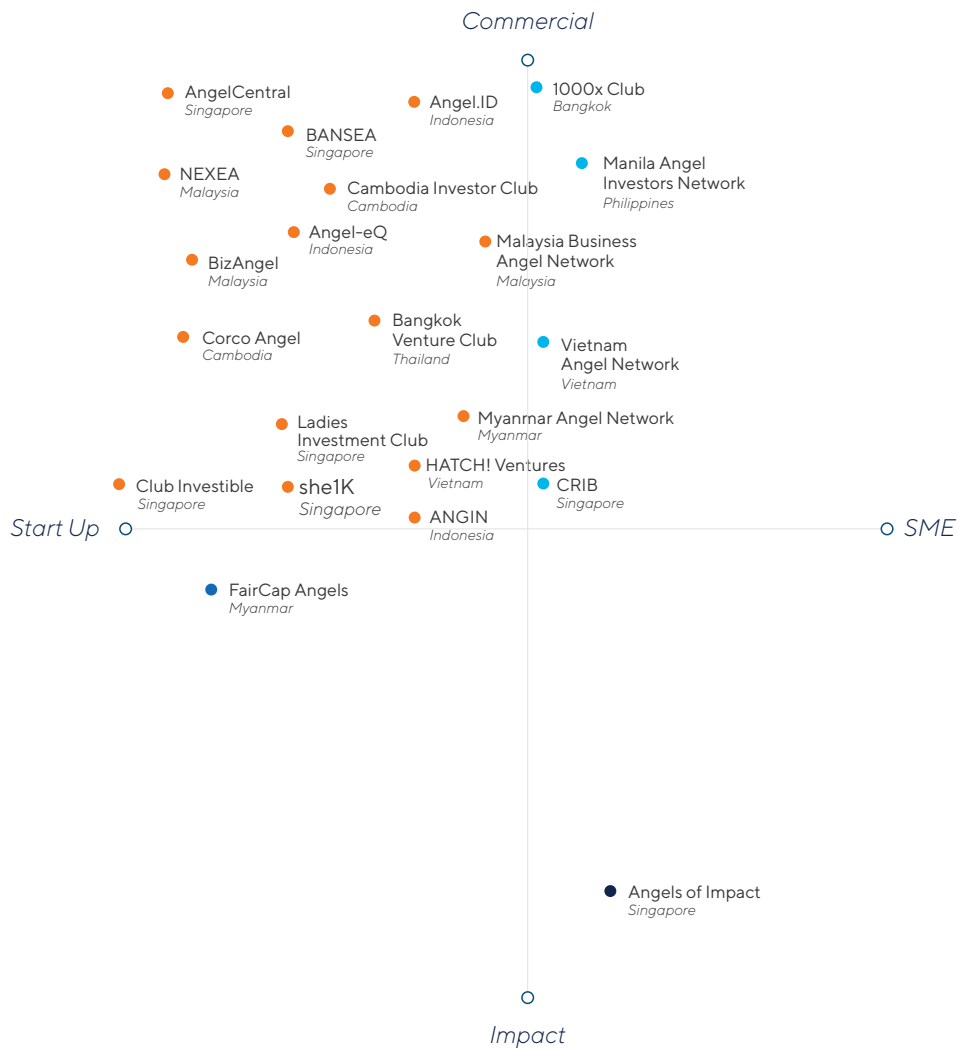 Commercial
AngelCentral
Singapore
1000x Club
Bangkok
Angel.ID
Indonesia
BANSEA
Singapore
Manila Angel
Investors Network
Philippines
NEXEA
Malaysia
Cambodia Investor Club
Cambodia
Angel-eQ
Indonesia
Malaysia Business
Angel Network
Malaysia
BizAngel
Malaysia
Bangkok
Venture Club
Thailand
Corco Angel
Cambodia
Vietnam
Angel Network
Vietnam
Ladies
Investment Club
Singapore
Myanmar Angel Network
Myanmar
HATCH! Ventures
Vietnam
Club Investible
Singapore
she1K
Singapore
CRIB
Singapore
ANGIN
Indonesia
Start Up
SME
FairCap Angels
Myanmar
Angels of Impact
Singapore
Impact